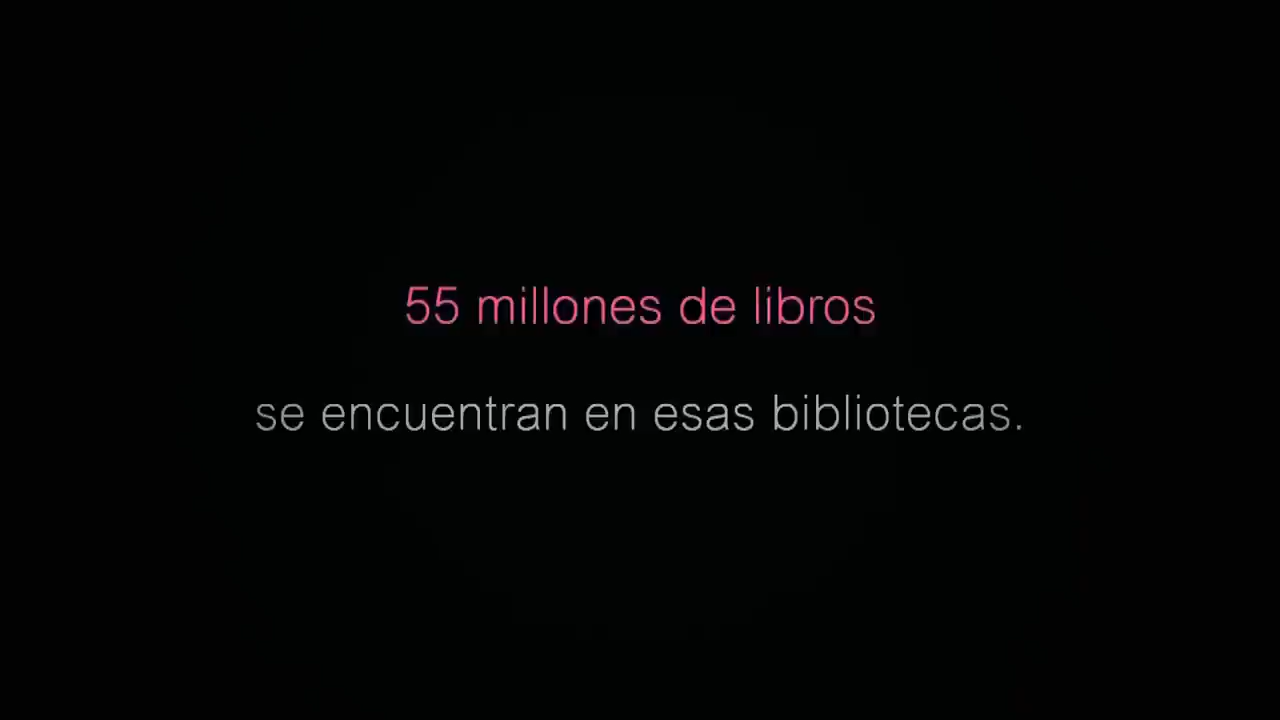 55 millones de libros
se encuentran en esas bibliotecas.